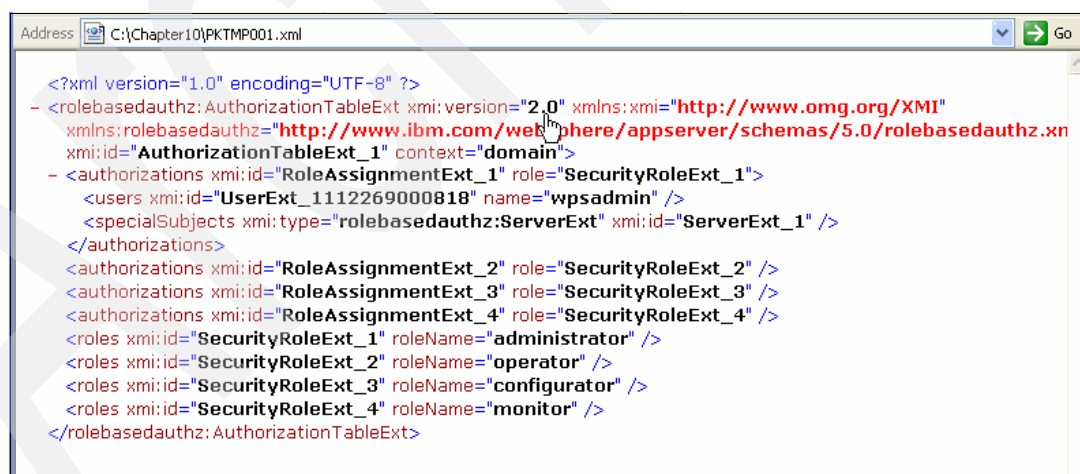 Address C:\Chapter10\PKTMP001.xml Go
<?xml version="1.0" encoding="UTF-8" ?>
- <rolebasedauthz:AuthorizationTableExt xmi:version="2.0" xmlns:xmi="http://www.omg.org/XMI"
xmlns:rolebasedauthz="http://www.ibm.com/websphere/appserver/schemas/5.0/rolebasedauthz.xn
xmi:id="AuthorizationTableExt_1" context="domain">
- <authorizations xmi:id="RoleAssignmentExt_1" role="SecurityRoleExt_1">
<users xmi:id="UserExt_1112269000818" name="wpsadmin" />
<specialSubjects xmi:type="rolebasedauthz:ServerExt" xmi:id="ServerExt_1" />
</authorizations>
<authorizations xmi:id="RoleAssignmentExt_2" role="SecurityRoleExt_2" />
<authorizations xmi:id="RoleAssignmentExt_3" role="SecurityRoleExt_3" />
<authorizations xmi:id="RoleAssignmentExt_4" role="SecurityRoleExt_4" />
<roles xmi:id="SecurityRoleExt_1" roleName="administrator" />
<roles xmi:id="SecurityRoleExt_2" roleName="operator" />
<roles xmi:id="SecurityRoleExt_3" roleName="configurator" />
<roles xmi:id="SecurityRoleExt_4" roleName="monitor" />
</rolebasedauthz:AuthorizationTableExt>